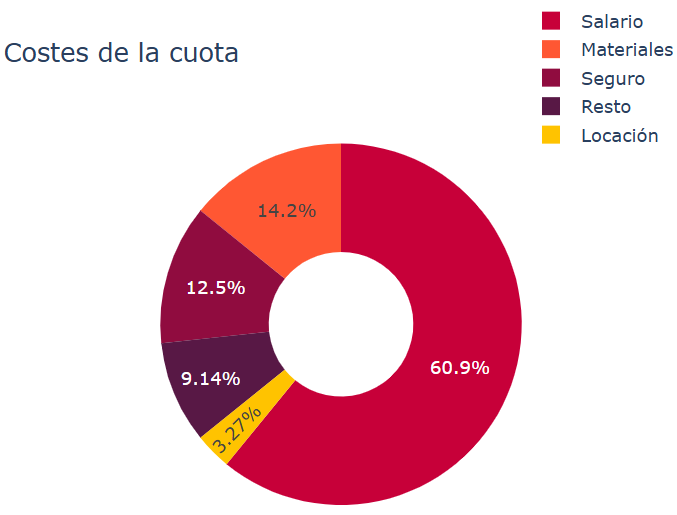 Costes de la cuota
Salario
Materiales
Seguro
Resto
Locación
14.2%
12.5%
60.9%
9.14%
3.27%